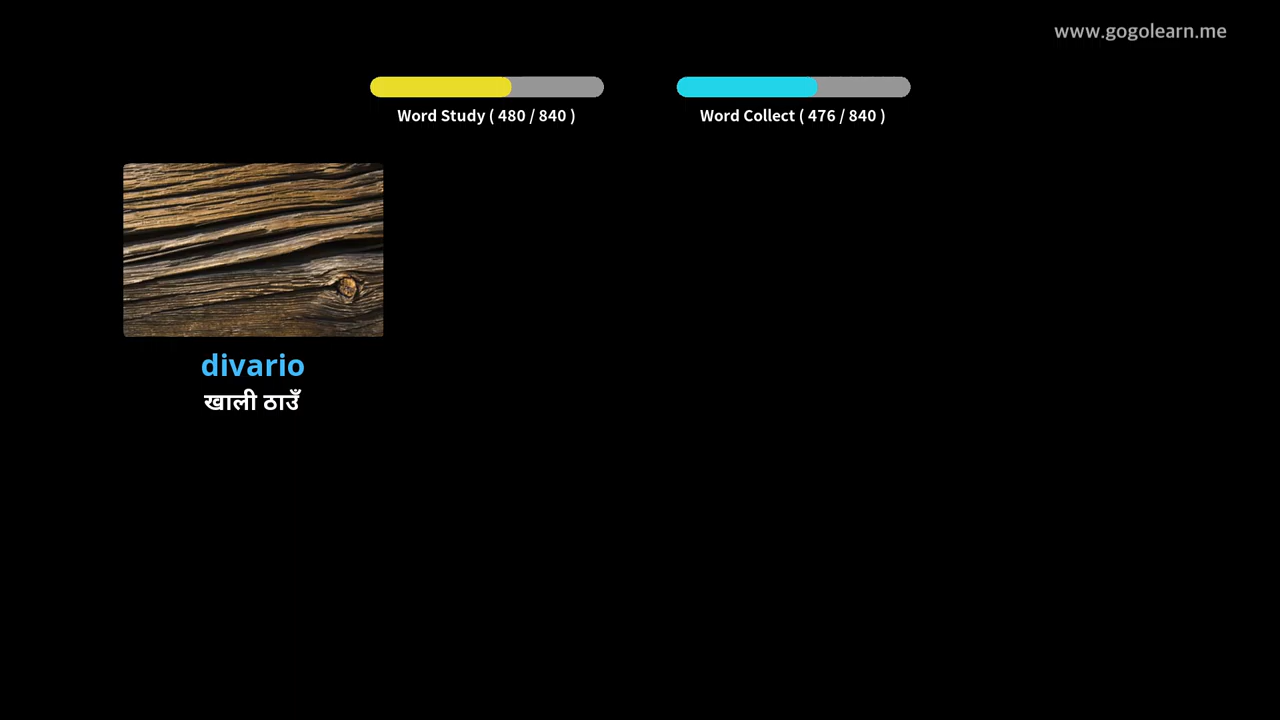 www.gogolearn.me
Word Study ( 480 / 840 )
Word Collect ( 476 / 840 )
divario
खाली ठाउँ